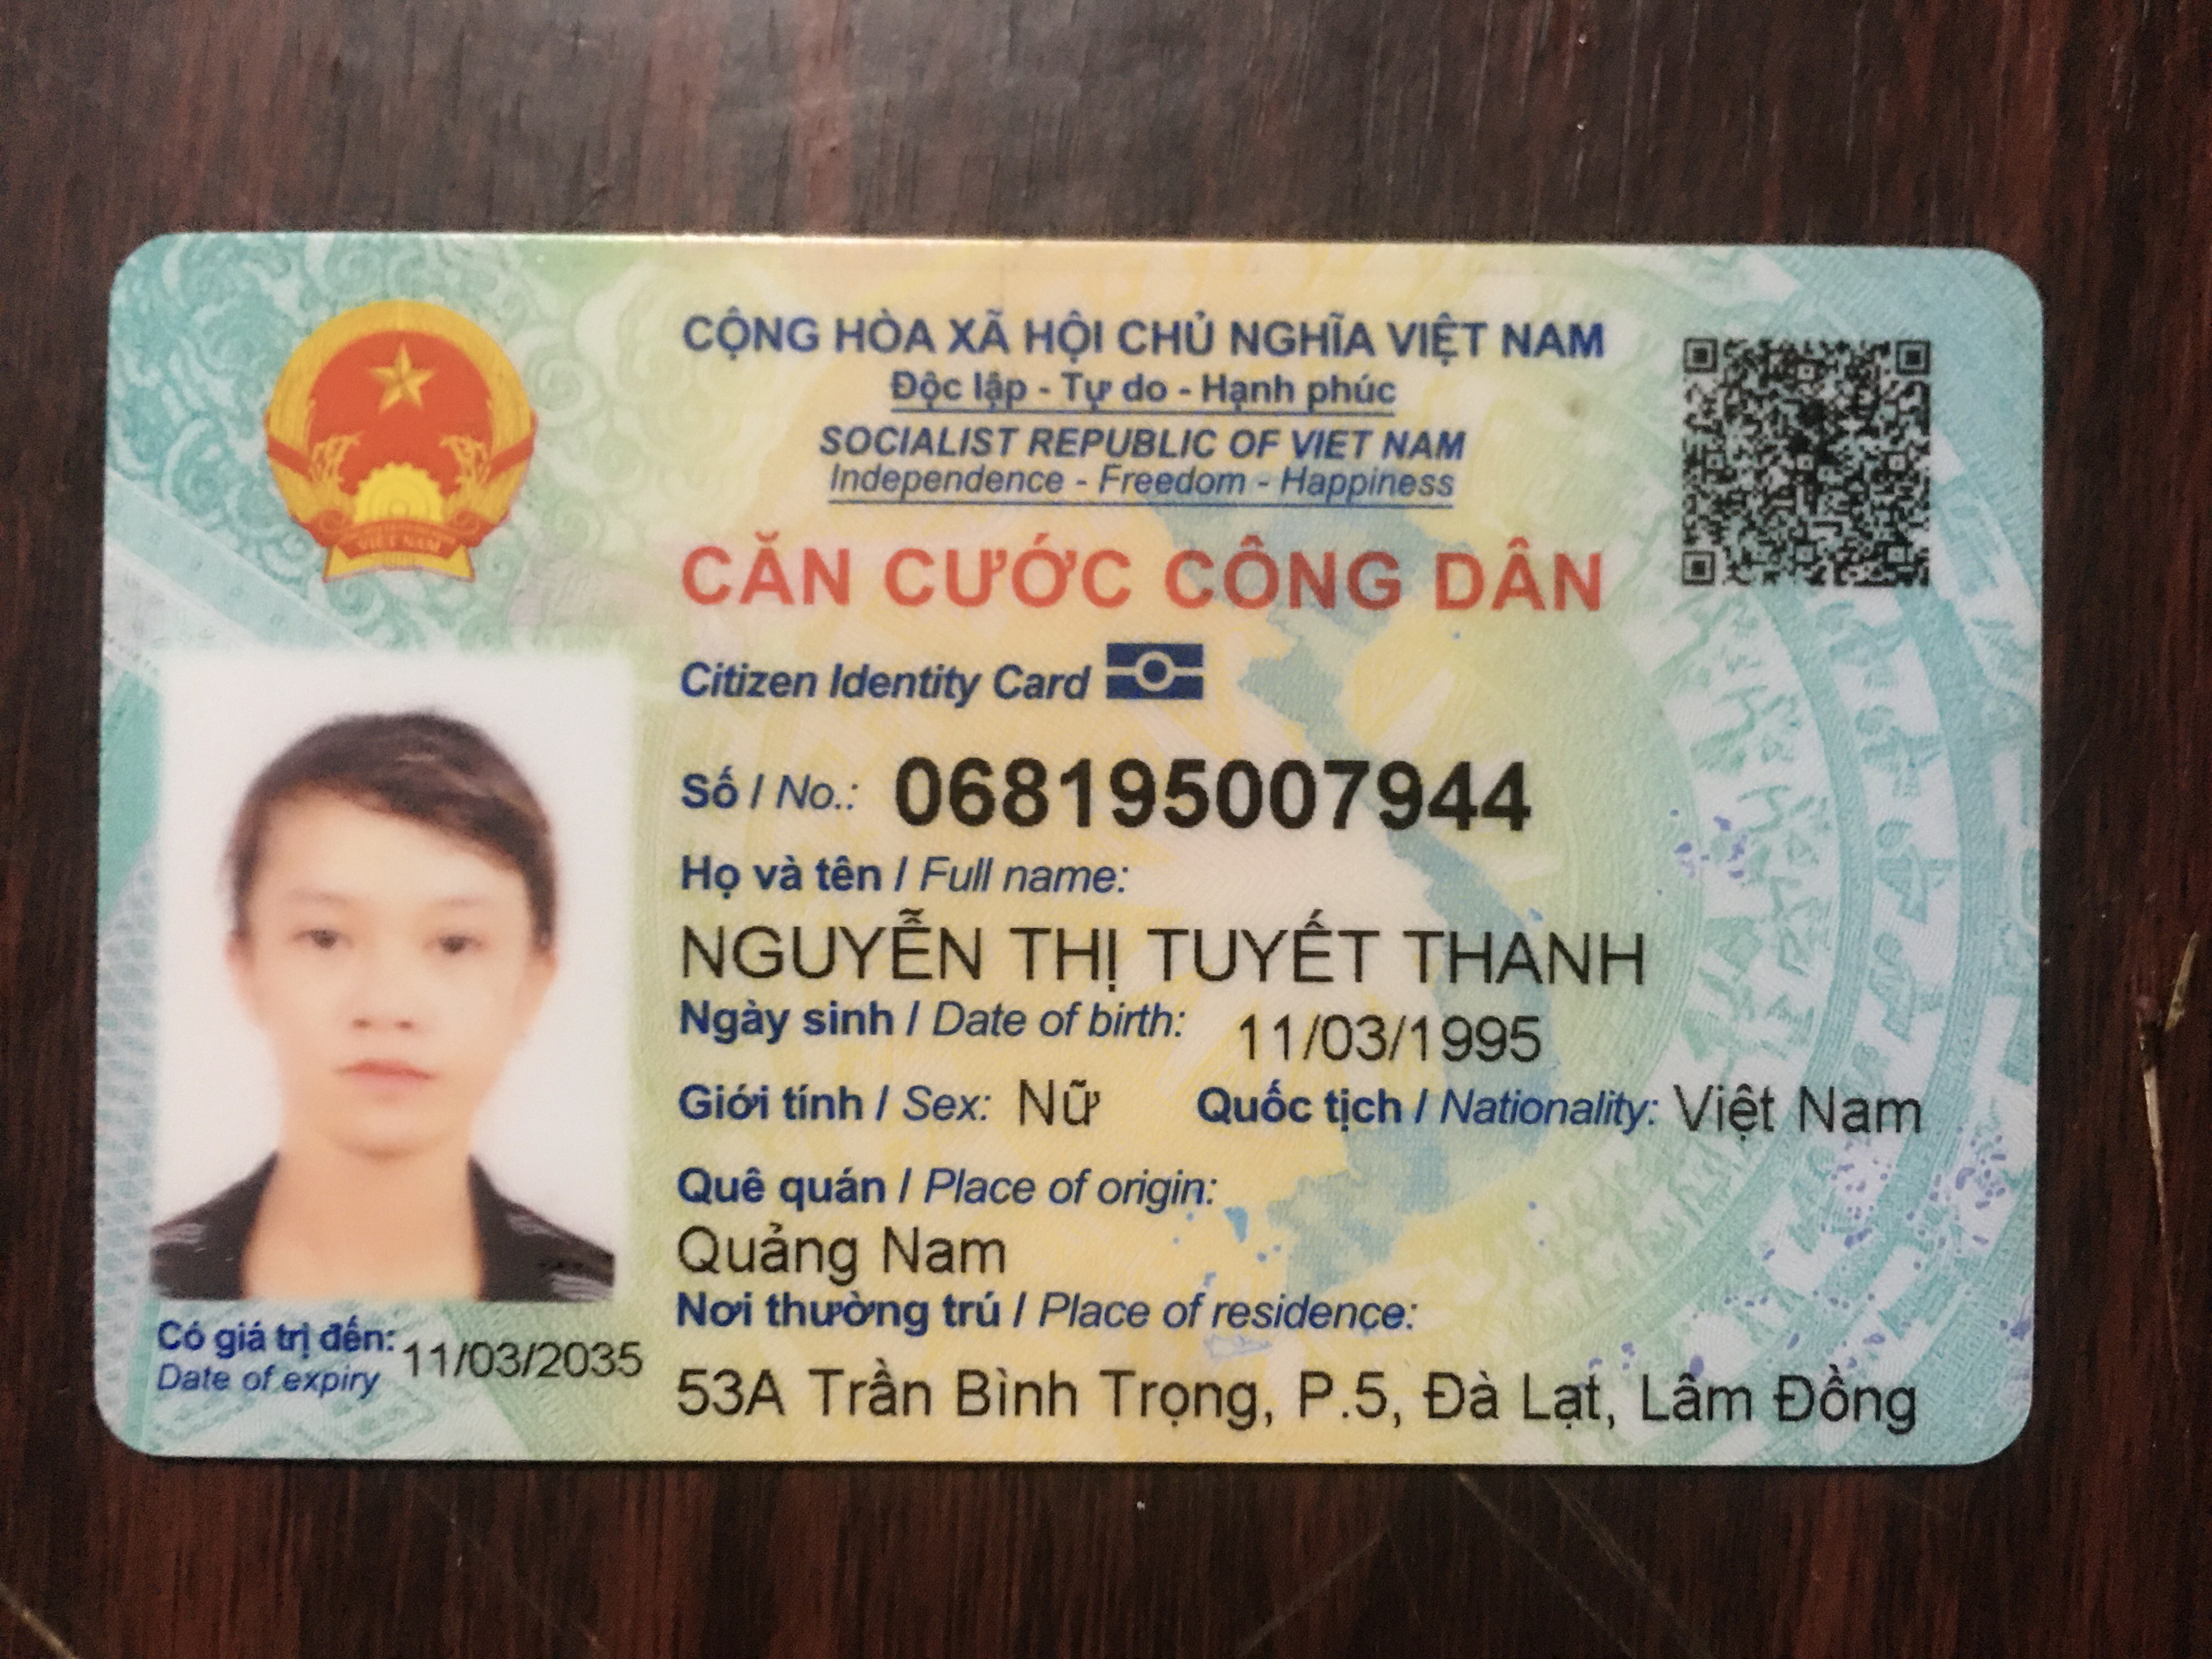 CỘNG HÒA XÃ HỘI CHỦ NGHĨA VIỆT NAM
Độc lập - Tự do - Hạnh phúc
SOCIALIST REPUBLIC OF VIET NAM
Independence - Freedom - Happiness
VIỆT NAM
CĂN CƯỚC CÔNG DÂN
Citizen Identity Card
Số / No.: 068195007944
Họ và tên / Full name:
NGUYỄN THỊ TUYẾT THANH
Ngày sinh / Date of birth: 11/03/1995
Giới tính / Sex: Nữ Quốc tịch / Nationality: Việt Nam
Quê quán / Place of origin:
Quảng Nam
Nơi thường trú / Place of residence:
53A Trần Bình Trọng, P.5, Đà Lạt, Lâm Đồng
Có giá trị đến: 11/03/2035
Date of expiry